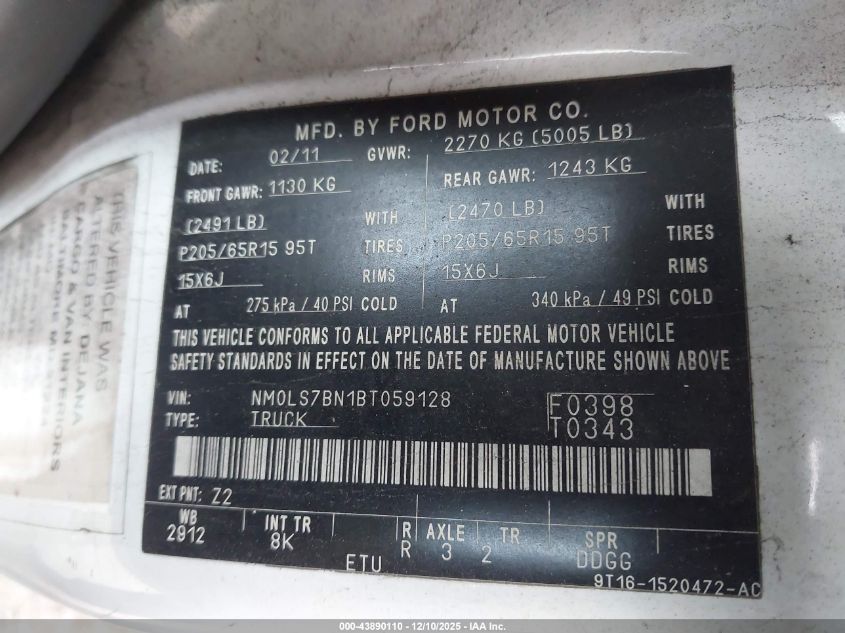 MFD. BY FORD MOTOR CO.
DATE: 02/11 GVWR: 2270 KG (5005 LB)
FRONT GAWR: 1130 KG REAR GAWR: 1243 KG
(2491 LB) WITH (2470 LB) WITH
P205/65R15 95T TIRES P205/65R15 95T TIRES
15X6J RIMS 15X6J RIMS
AT 275 kPa / 40 PSI COLD AT 340 kPa / 49 PSI COLD
THIS VEHICLE CONFORMS TO ALL APPLICABLE FEDERAL MOTOR VEHICLE
SAFETY STANDARDS IN EFFECT ON THE DATE OF MANUFACTURE SHOWN ABOVE
VIN: NM0LS7BN1BT059128 F0398
TYPE: TRUCK T0343
EXT PNT: Z2
WB INT TR R AXLE TR SPR
2912 8K R 3 2 DDGG
ETU 9T16-1520472-AC
THIS VEHICLE WAS
ALTERED BY: DEJANA
CARGO & VAN INTERIORS
BALTIMORE
000-43890110 - 12/10/2025 - IAA Inc.